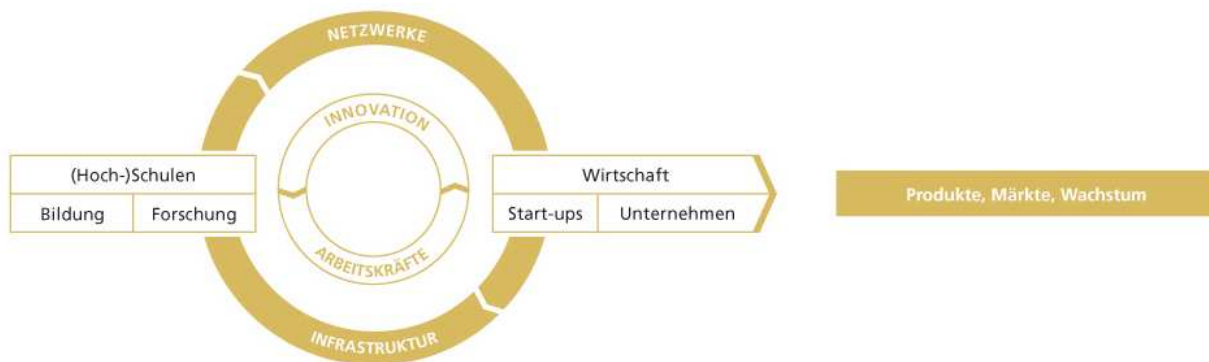 NETZWERKE
INNOVATION
(Hoch-)Schulen
Bildung
Forschung
Wirtschaft
Start-ups
Unternehmen
Produkte, Märkte, Wachstum
ARBEITSKRÄFTE
INFRASTRUKTUR